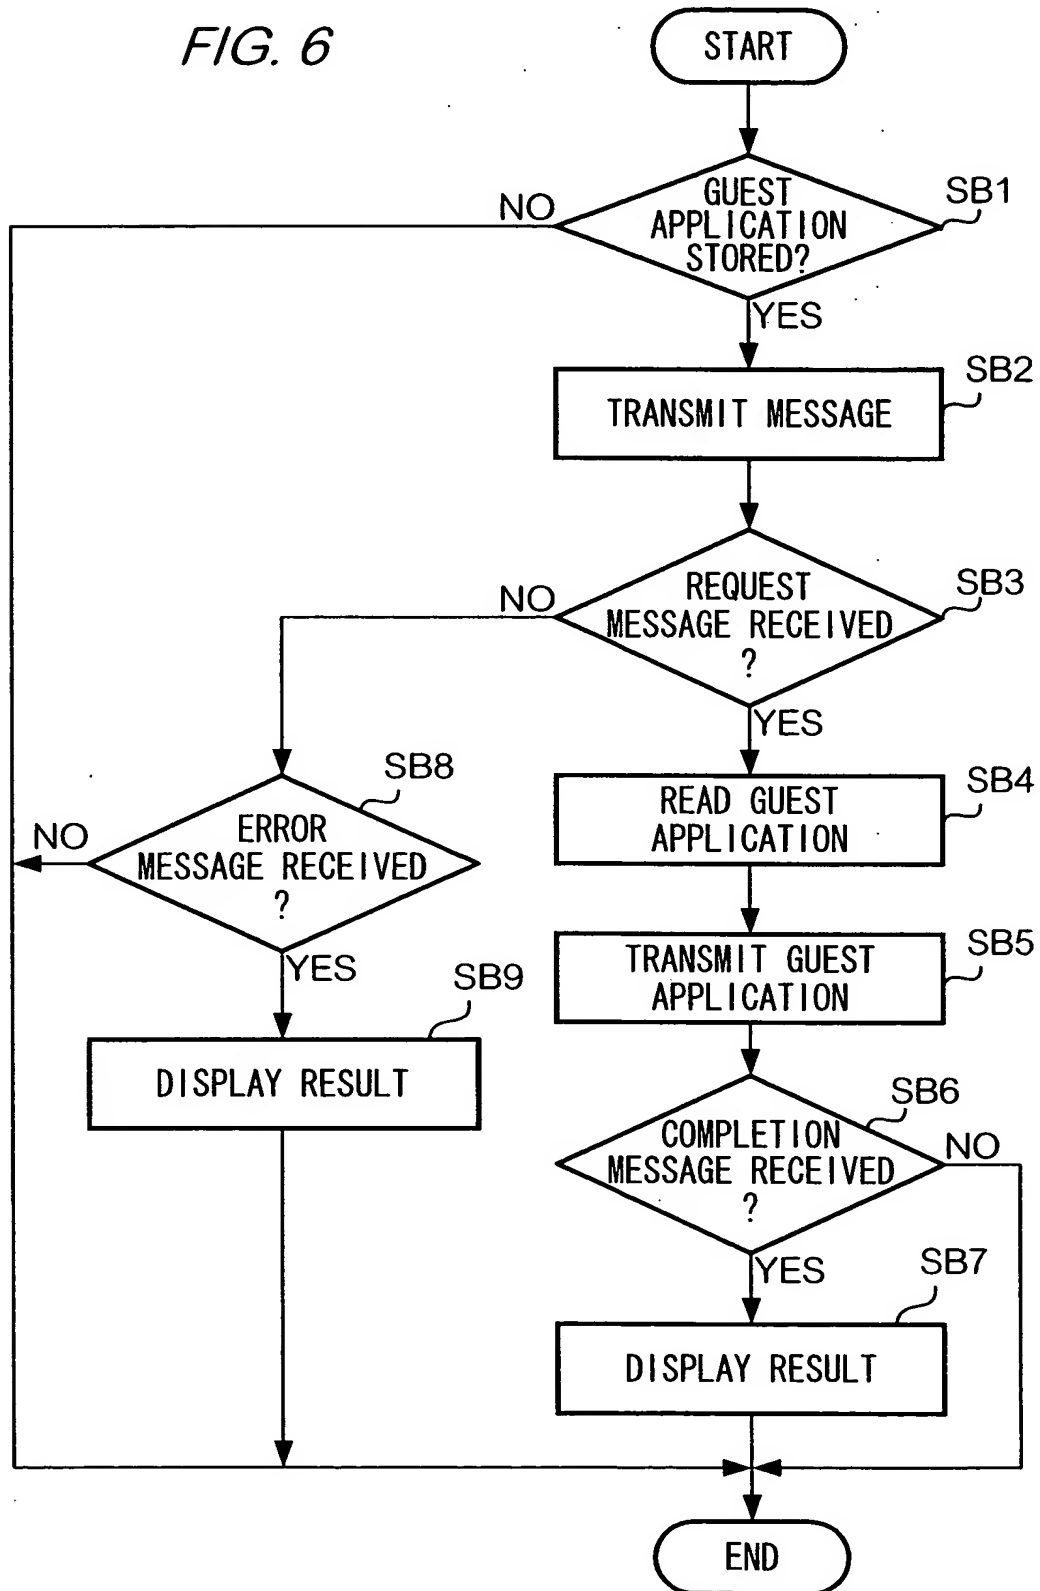 FIG. 6
START
GUEST
APPLICATION
STORED?
SB1
NO
YES
TRANSMIT MESSAGE
SB2
REQUEST
MESSAGE RECEIVED
?
SB3
NO
YES
READ GUEST
APPLICATION
SB4
ERROR
MESSAGE RECEIVED
?
SB8
NO
YES
TRANSMIT GUEST
APPLICATION
SB5
DISPLAY RESULT
SB9
COMPLETION
MESSAGE RECEIVED
?
SB6
NO
YES
DISPLAY RESULT
SB7
END